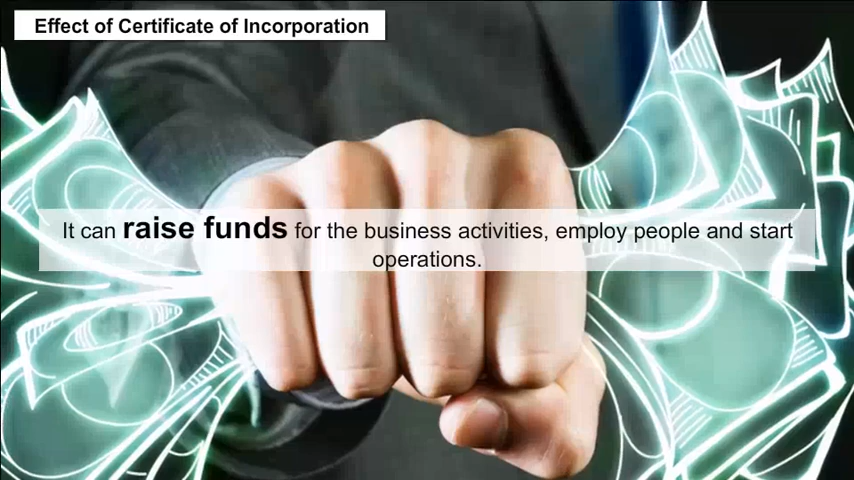 Effect of Certificate of Incorporation
It can raise funds for the business activities, employ people and start
operations.